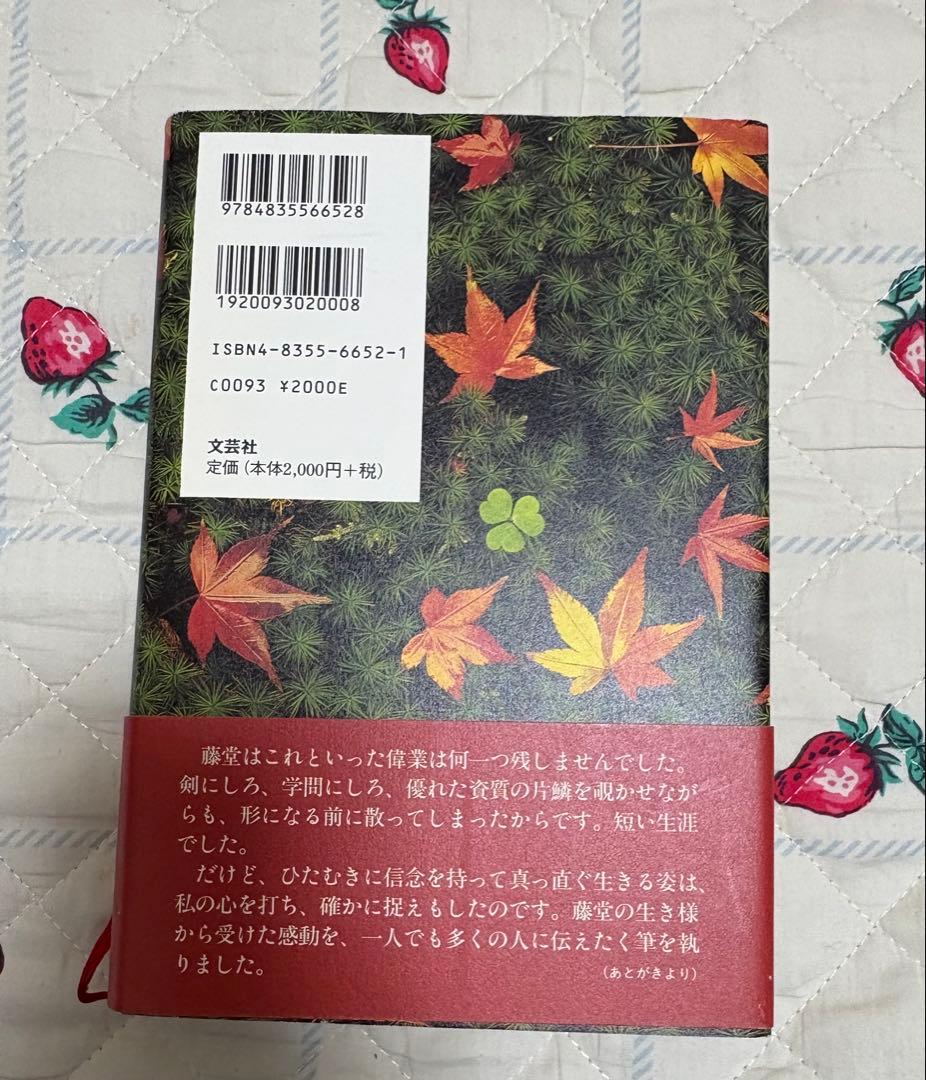 9784835566528
1920093020008
ISBN4-8355-6652-1
C0093 ¥2000E
文芸社
定価(本体2,000円+税)
藤堂はこれといった偉業は何一つ残しませんでした。
剣にしろ、学問にしろ、優れた資質の片鱗を覗かせなが
らも、形になる前に散ってしまったからです。短い生涯
でした。
だけど、ひたむきに信念を持って真っ直ぐ生きる姿は、
私の心を打ち、確かに捉えもしたのです。藤堂の生き様
から受けた感動を、一人でも多くの人に伝えたく筆を執
りました。
(あとがきより)